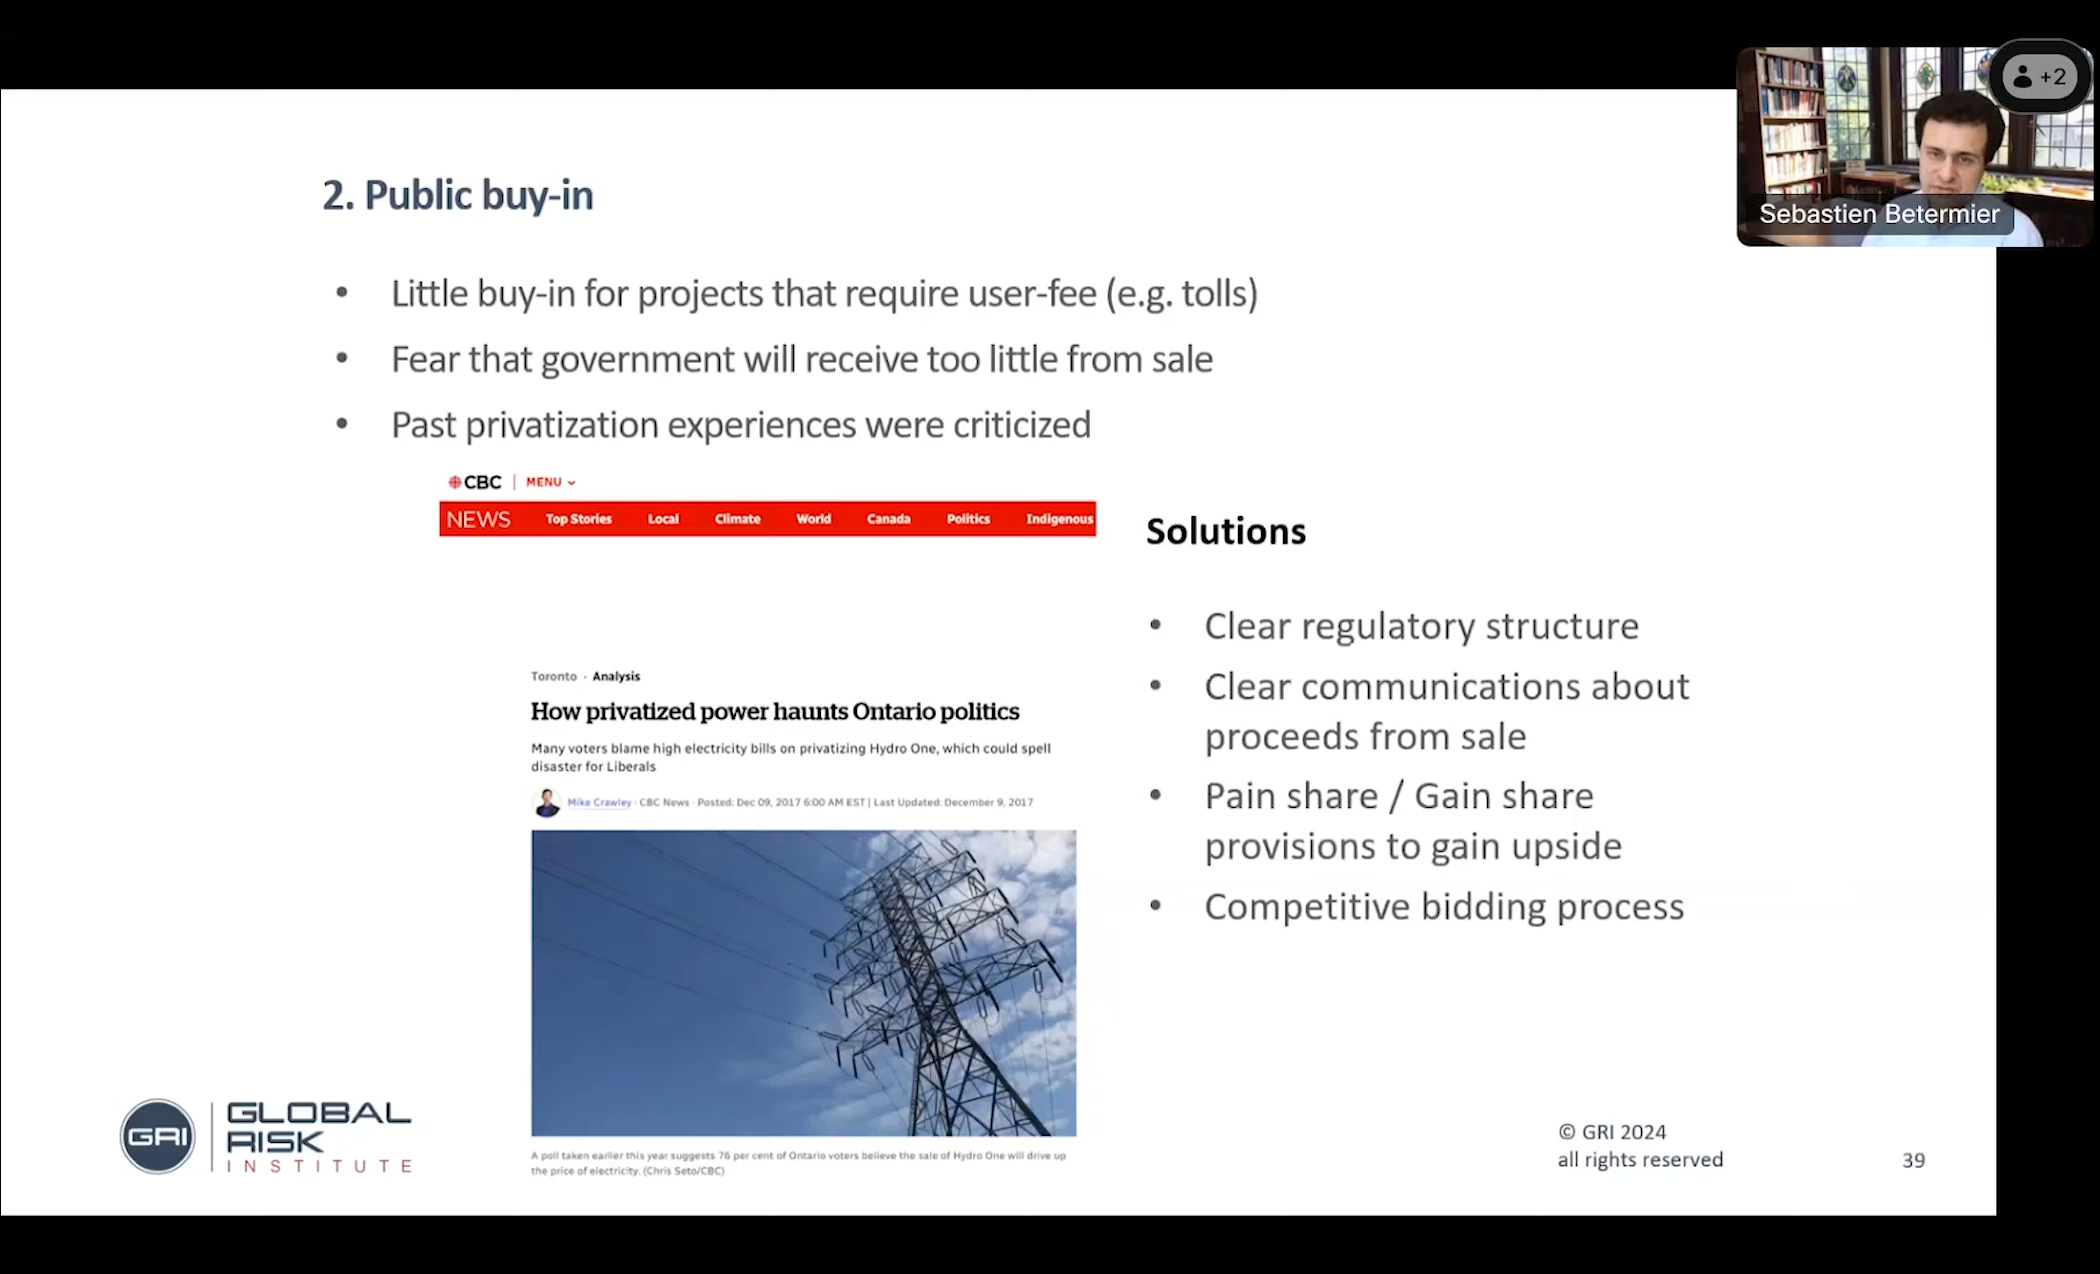 +2
Sebastien Betermier
2. Public buy-in
• Little buy-in for projects that require user-fee (e.g. tolls)
• Fear that government will receive too little from sale
• Past privatization experiences were criticized
CBC | MENU
NEWS Top Stories Local Climate World Canada Politics Indigenous
Toronto · Analysis
How privatized power haunts Ontario politics
Many voters blame high electricity bills on privatizing Hydro One, which could spell
disaster for Liberals
Mike Crawley · CBC News · Posted: Dec 09, 2017 6:00 AM EST | Last Updated: December 9, 2017
A poll taken earlier this year suggests 76 per cent of Ontario voters believe the sale of Hydro One will drive up
the price of electricity. (Chris Seto/CBC)
Solutions
• Clear regulatory structure
• Clear communications about
proceeds from sale
• Pain share / Gain share
provisions to gain upside
• Competitive bidding process
GRI
GLOBAL
RISK
INSTITUTE
© GRI 2024
all rights reserved
39